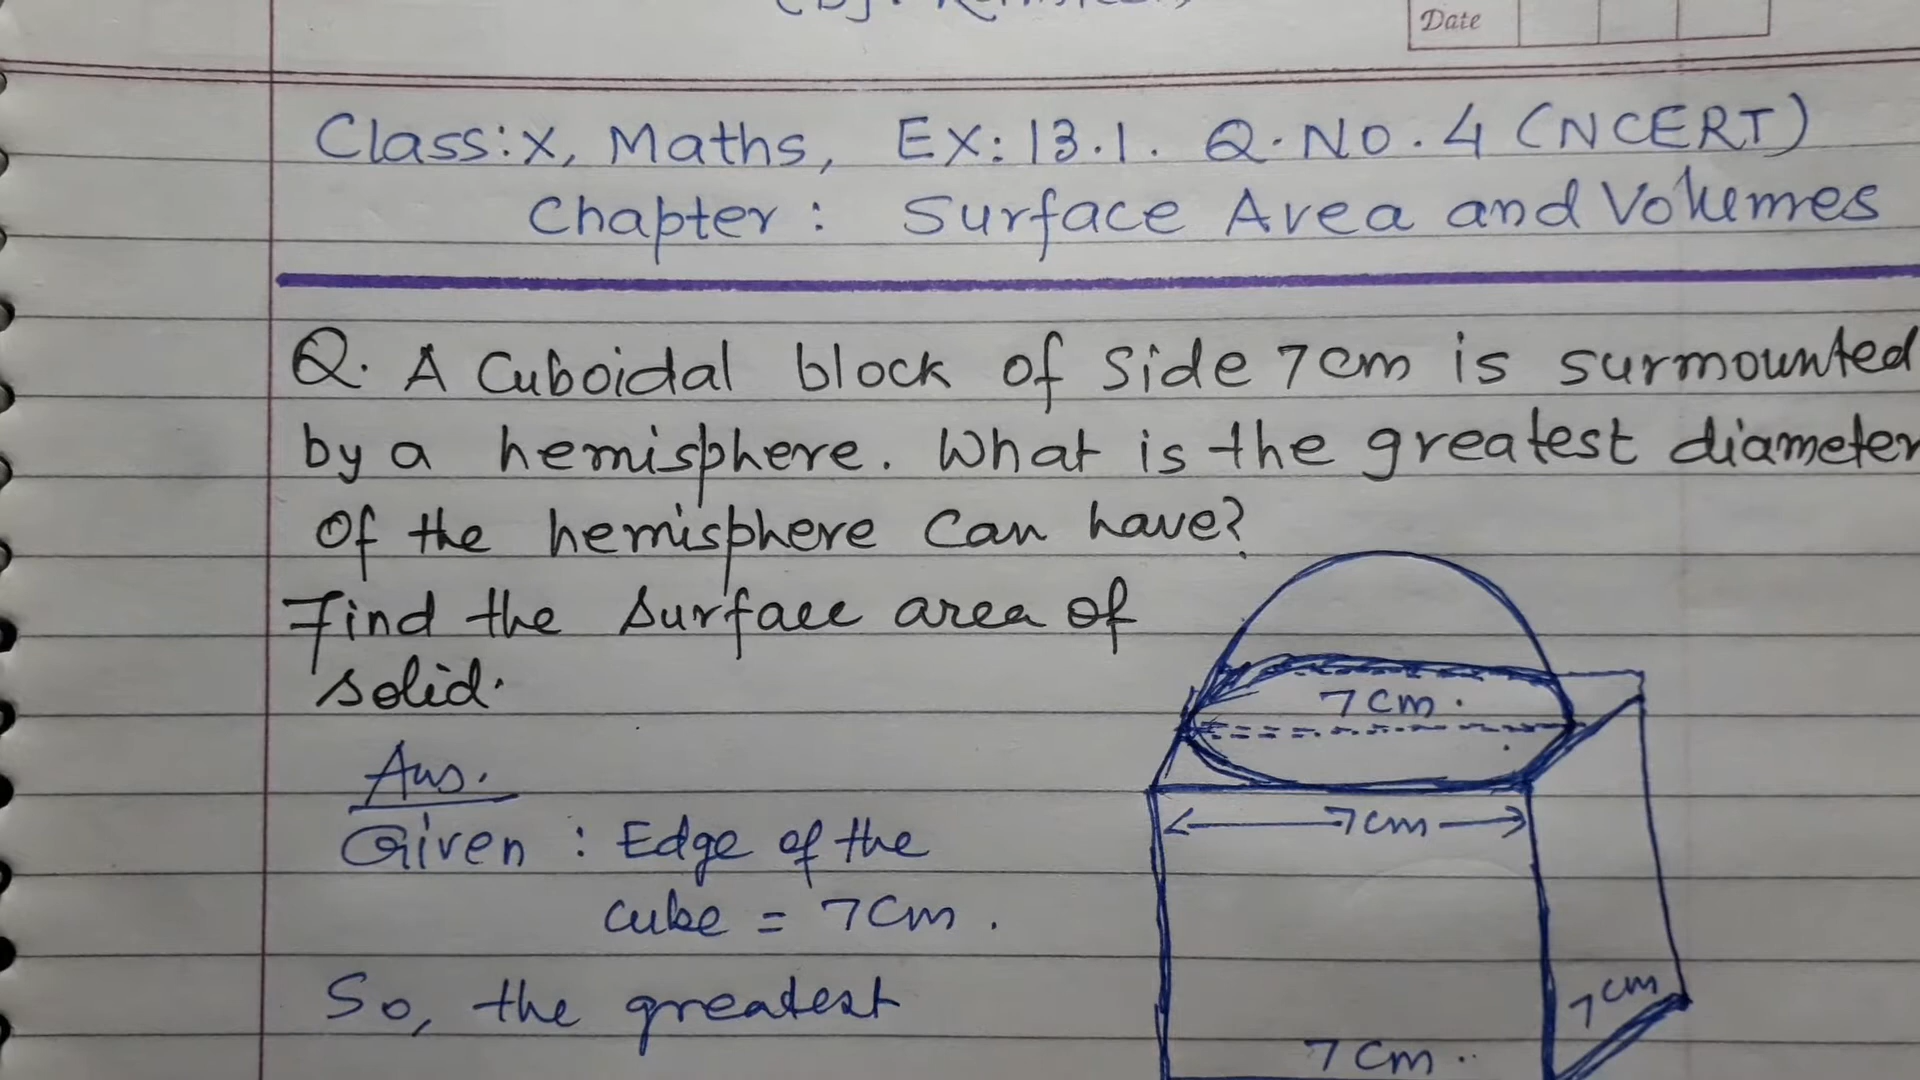 Date
Class: X, Maths, EX: 13.1. Q. No. 4 (NCERT)
Chapter: Surface Area and Volumes
Q. A Cuboidal block of Side 7cm is surmounted
by a hemisphere. What is the greatest diameter
Of the hemisphere Can have?
Find the Surface area of
solid.
7cm.
Ans.
7cm
Given : Edge of the
cube = 7cm.
So, the greatest
7cm
7cm..